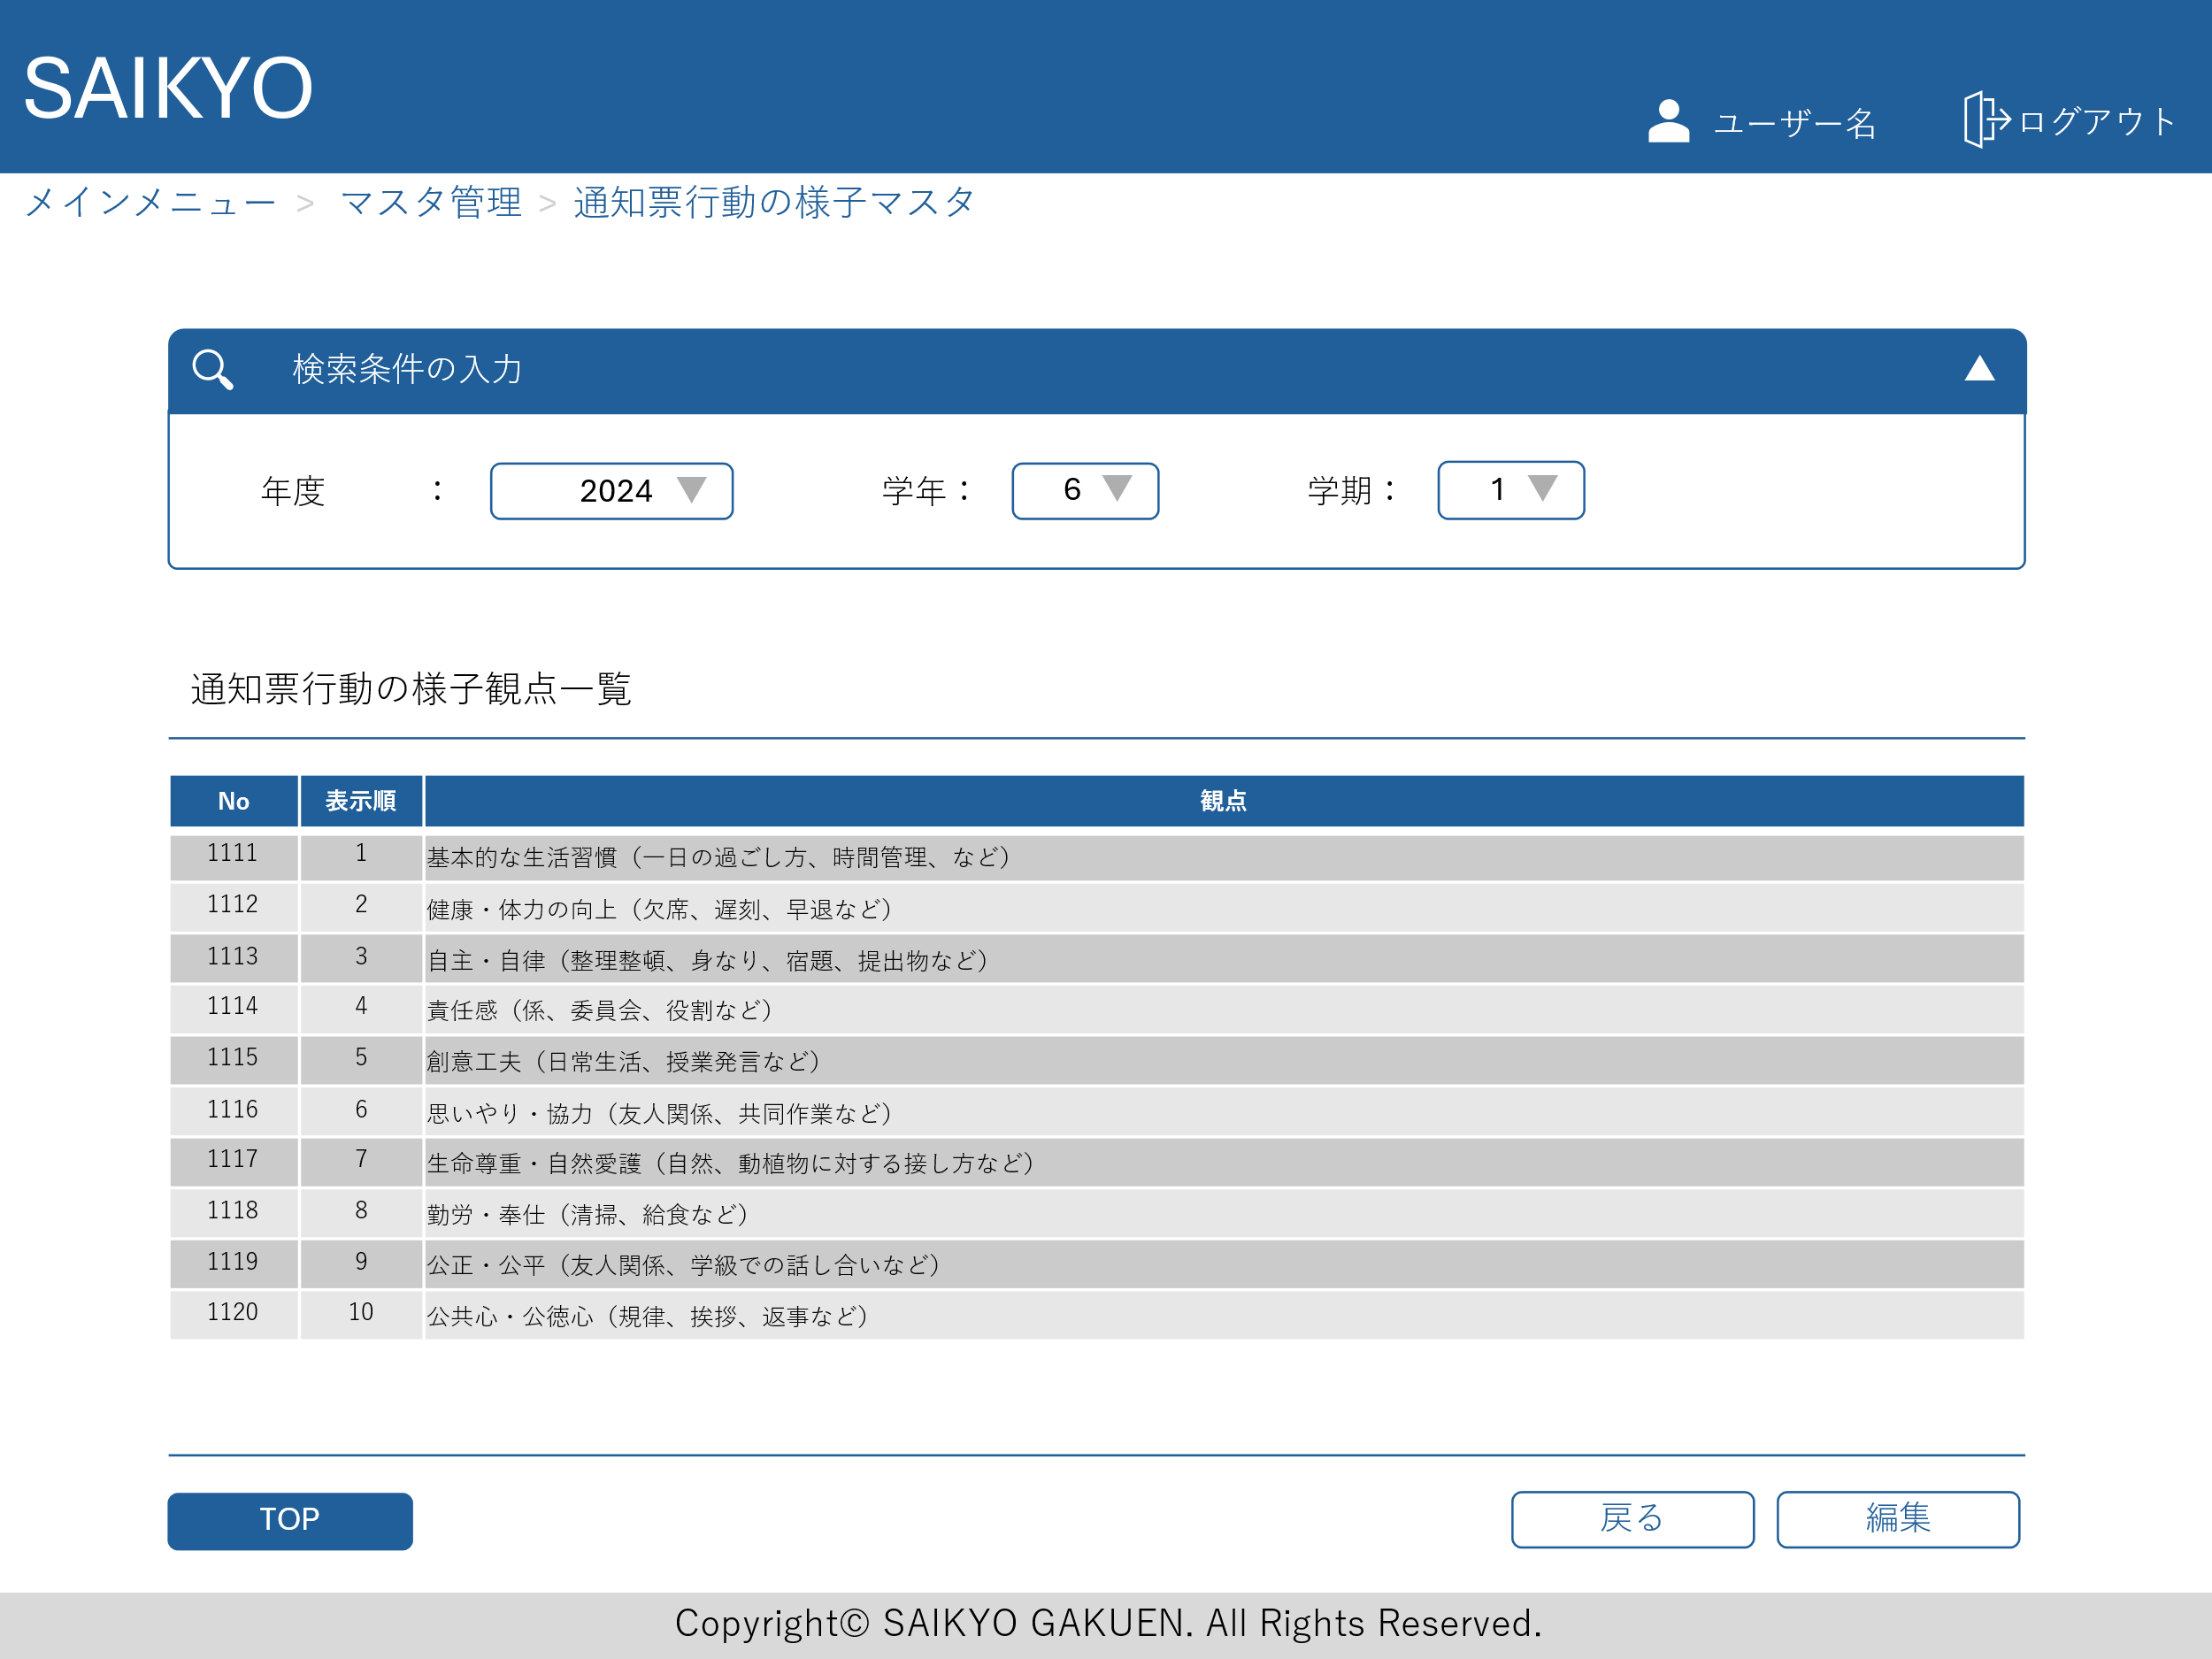 SAIKYO
ユーザー名 ログアウト
メインメニュー > マスタ管理 > 通知票行動の様子マスタ
検索条件の入力 ▲
年度 : 2024 ▼ 学年: 6 ▼ 学期: 1 ▼
通知票行動の様子観点一覧
No 表示順 観点
1111 1 基本的な生活習慣（一日の過ごし方、時間管理、など）
1112 2 健康・体力の向上（欠席、遅刻、早退など）
1113 3 自主・自律（整理整頓、身なり、宿題、提出物など）
1114 4 責任感（係、委員会、役割など）
1115 5 創意工夫（日常生活、授業発言など）
1116 6 思いやり・協力（友人関係、共同作業など）
1117 7 生命尊重・自然愛護（自然、動植物に対する接し方など）
1118 8 勤労・奉仕（清掃、給食など）
1119 9 公正・公平（友人関係、学級での話し合いなど）
1120 10 公共心・公徳心（規律、挨拶、返事など）
TOP 戻る 編集
Copyright© SAIKYO GAKUEN. All Rights Reserved.